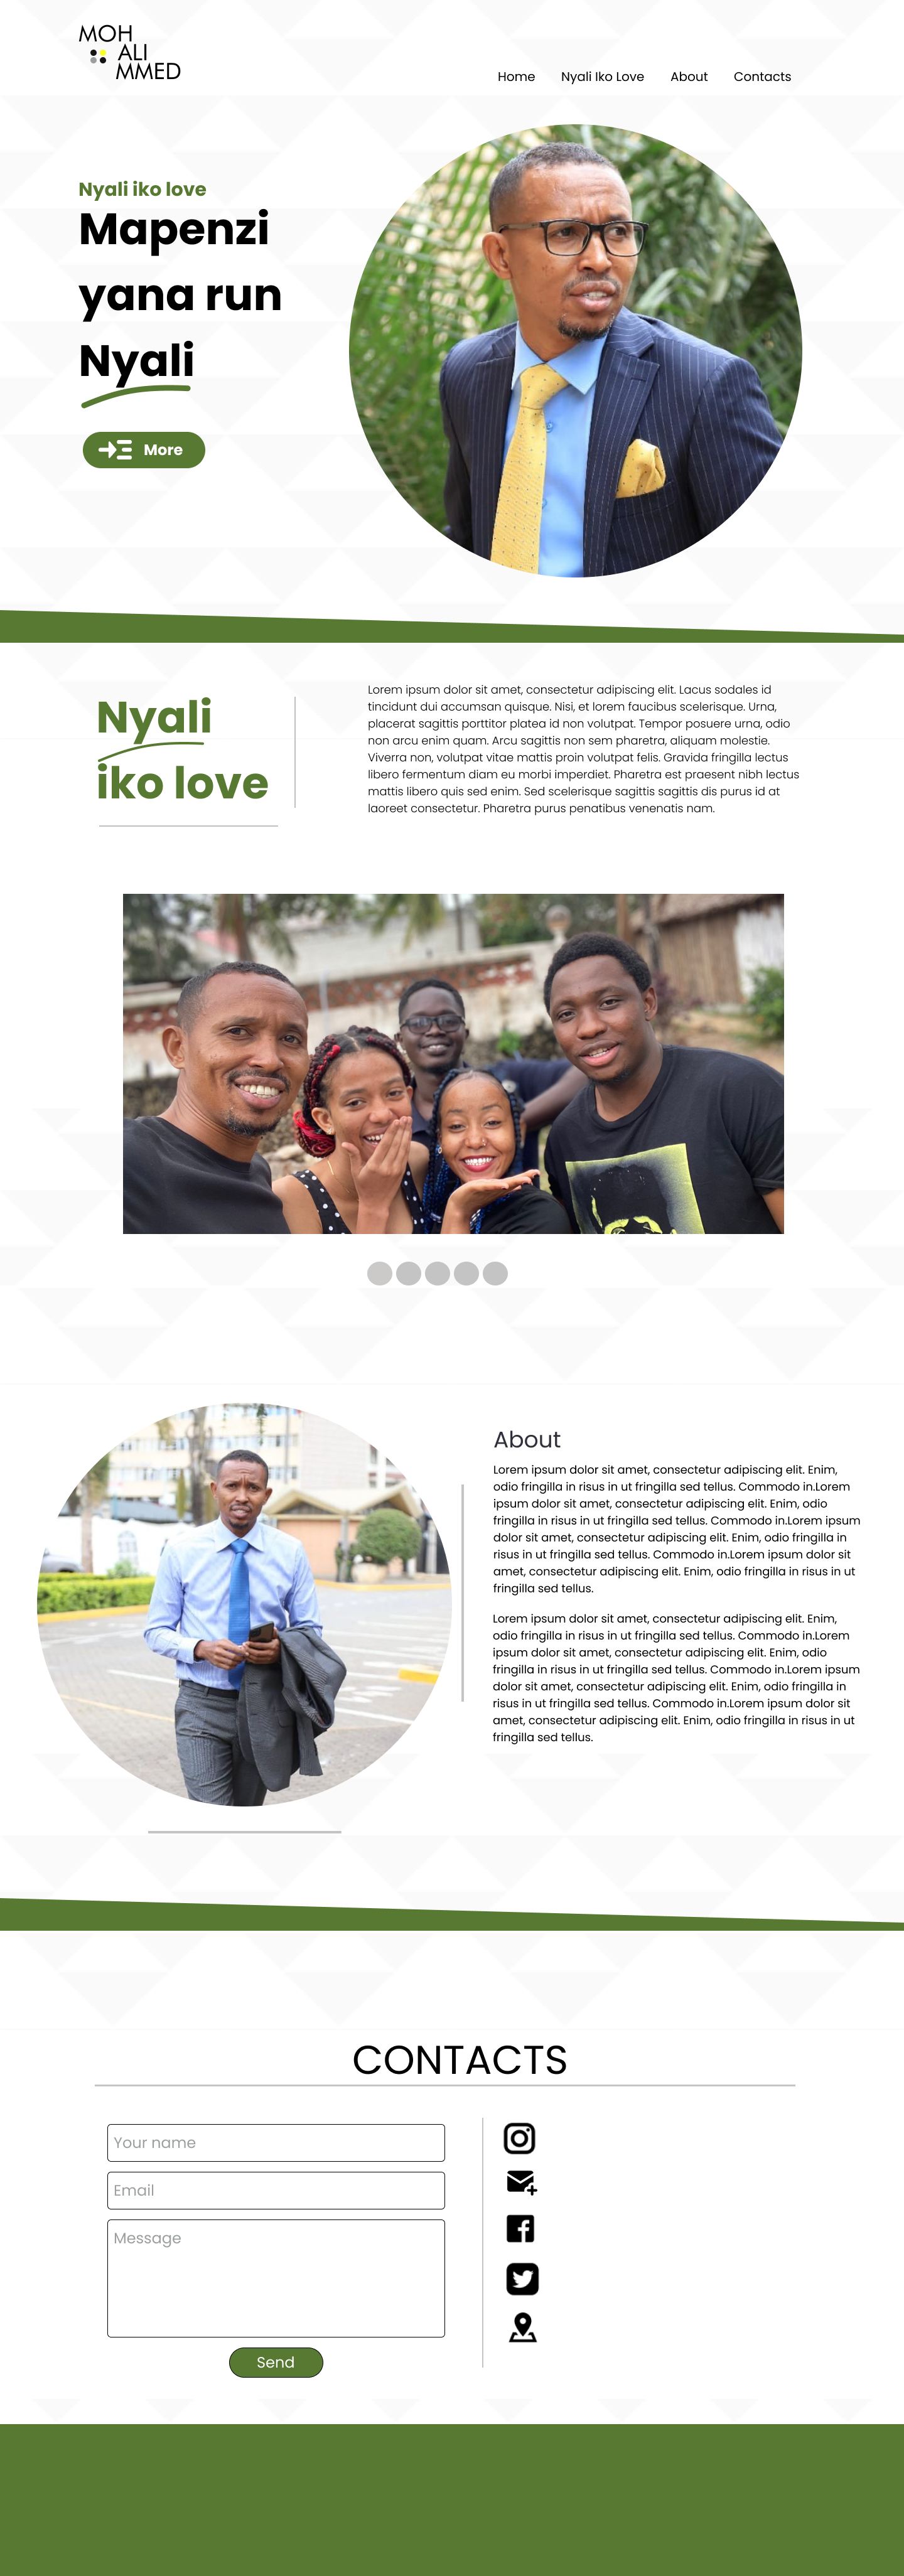 MOH
ALI
MMED
Home Nyali Iko Love About Contacts
Nyali iko love
Mapenzi
yana run
Nyali
More
Nyali
iko love
Lorem ipsum dolor sit amet, consectetur adipiscing elit. Lacus sodales id
tincidunt dui accumsan quisque. Nisi, et lorem faucibus scelerisque. Urna,
placerat sagittis porttitor platea id non volutpat. Tempor posuere urna, odio
non arcu enim quam. Arcu sagittis non sem pharetra, aliquam molestie.
Viverra non, volutpat vitae mattis proin volutpat felis. Gravida fringilla lectus
libero fermentum diam eu morbi imperdiet. Pharetra est praesent nibh lectus
mattis libero quis sed enim. Sed scelerisque sagittis sagittis dis purus id at
laoreet consectetur. Pharetra purus penatibus venenatis nam.
About
Lorem ipsum dolor sit amet, consectetur adipiscing elit. Enim,
odio fringilla in risus in ut fringilla sed tellus. Commodo in.Lorem
ipsum dolor sit amet, consectetur adipiscing elit. Enim, odio
fringilla in risus in ut fringilla sed tellus. Commodo in.Lorem ipsum
dolor sit amet, consectetur adipiscing elit. Enim, odio fringilla in
risus in ut fringilla sed tellus. Commodo in.Lorem ipsum dolor sit
amet, consectetur adipiscing elit. Enim, odio fringilla in risus in ut
fringilla sed tellus.
Lorem ipsum dolor sit amet, consectetur adipiscing elit. Enim,
odio fringilla in risus in ut fringilla sed tellus. Commodo in.Lorem
ipsum dolor sit amet, consectetur adipiscing elit. Enim, odio
fringilla in risus in ut fringilla sed tellus. Commodo in.Lorem ipsum
dolor sit amet, consectetur adipiscing elit. Enim, odio fringilla in
risus in ut fringilla sed tellus. Commodo in.Lorem ipsum dolor sit
amet, consectetur adipiscing elit. Enim, odio fringilla in risus in ut
fringilla sed tellus.
CONTACTS
Your name
Email
Message
Send